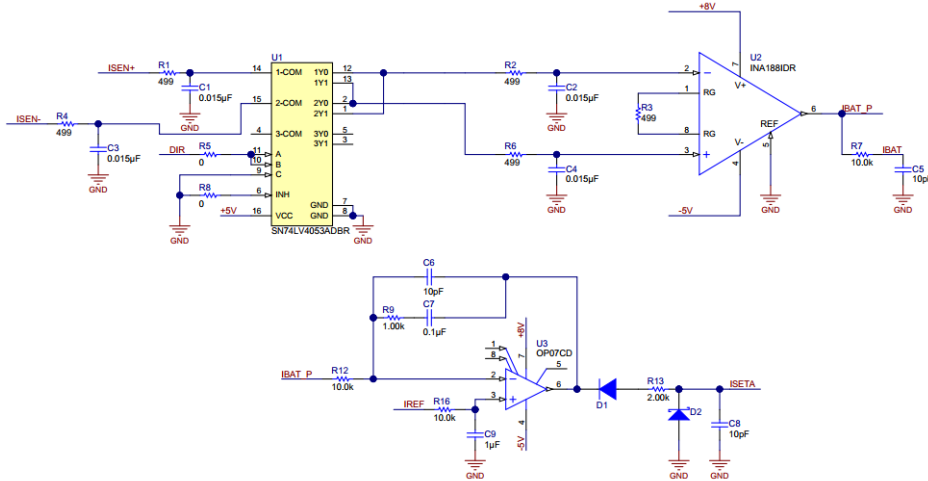 +8V
U1
U2
INA188IDR
ISEN+
R1
499
14
1-COM
1Y0
12
1Y1
13
R2
499
2
7
V+
C1
0.015µF
GND
C2
0.015µF
GND
1
RG
ISEN-
R4
499
15
2-COM
2Y0
2
2Y1
1
R3
499
6
IBAT_P
C3
0.015µF
GND
4
3-COM
3Y0
5
3Y1
3
8
RG
REF
5
DIR
R5
0
11
A
10
B
9
C
R6
499
3
V-
4
R7
10.0k
IBAT
C4
0.015µF
GND
C5
10pF
GND
R8
0
6
INH
GND
7
GND
8
+5V
16
VCC
SN74LV4053ADBR
GND
GND
-5V
GND
C6
10pF
R9
1.00k
C7
0.1µF
+8V
U3
OP07CD
1
8
7
5
IBAT_P
R12
10.0k
2
6
D1
R13
2.00k
ISETA
IREF
R16
10.0k
3
4
-5V
D2
C9
1µF
C8
10pF
GND
GND
GND